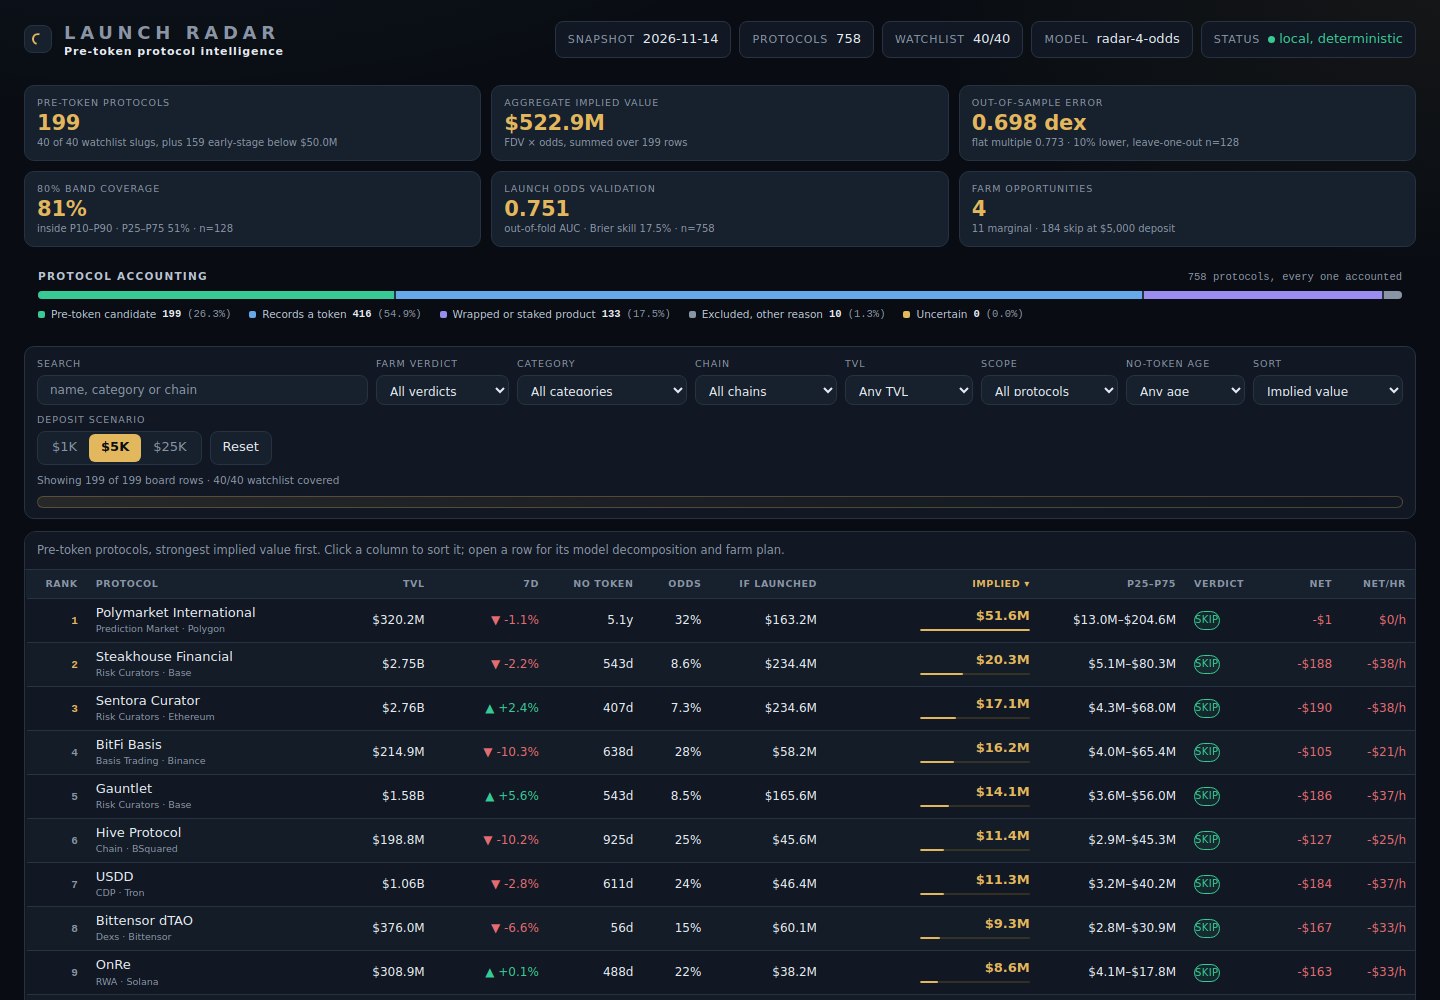 LAUNCH RADAR
Pre-token protocol intelligence
SNAPSHOT 2026-11-14
PROTOCOLS 758
WATCHLIST 40/40
MODEL radar-4-odds
STATUS local, deterministic
PRE-TOKEN PROTOCOLS
199
40 of 40 watchlist slugs, plus 159 early-stage below $50.0M
AGGREGATE IMPLIED VALUE
$522.9M
FDV × odds, summed over 199 rows
OUT-OF-SAMPLE ERROR
0.698 dex
flat multiple 0.773 · 10% lower, leave-one-out n=128
80% BAND COVERAGE
81%
inside P10–P90 · P25–P75 51% · n=128
LAUNCH ODDS VALIDATION
0.751
out-of-fold AUC · Brier skill 17.5% · n=758
FARM OPPORTUNITIES
4
11 marginal · 184 skip at $5,000 deposit
PROTOCOL ACCOUNTING
758 protocols, every one accounted
Pre-token candidate 199 (26.3%)
Records a token 416 (54.9%)
Wrapped or staked product 133 (17.5%)
Excluded, other reason 10 (1.3%)
Uncertain 0 (0.0%)
SEARCH
name, category or chain
FARM VERDICT
All verdicts
CATEGORY
All categories
CHAIN
All chains
TVL
Any TVL
SCOPE
All protocols
NO-TOKEN AGE
Any age
SORT
Implied value
DEPOSIT SCENARIO
$1K $5K $25K Reset
Showing 199 of 199 board rows · 40/40 watchlist covered
Pre-token protocols, strongest implied value first. Click a column to sort it; open a row for its model decomposition and farm plan.
RANK PROTOCOL TVL 7D NO TOKEN ODDS IF LAUNCHED IMPLIED ▾ P25–P75 VERDICT NET NET/HR
1 Polymarket International $320.2M ▼ -1.1% 5.1y 32% $163.2M $51.6M $13.0M–$204.6M SKIP -$1 $0/h
Prediction Market · Polygon
2 Steakhouse Financial $2.75B ▼ -2.2% 543d 8.6% $234.4M $20.3M $5.1M–$80.3M SKIP -$188 -$38/h
Risk Curators · Base
3 Sentora Curator $2.76B ▲ +2.4% 407d 7.3% $234.6M $17.1M $4.3M–$68.0M SKIP -$190 -$38/h
Risk Curators · Ethereum
4 BitFi Basis $214.9M ▼ -10.3% 638d 28% $58.2M $16.2M $4.0M–$65.4M SKIP -$105 -$21/h
Basis Trading · Binance
5 Gauntlet $1.58B ▲ +5.6% 543d 8.5% $165.6M $14.1M $3.6M–$56.0M SKIP -$186 -$37/h
Risk Curators · Base
6 Hive Protocol $198.8M ▼ -10.2% 925d 25% $45.6M $11.4M $2.9M–$45.3M SKIP -$127 -$25/h
Chain · BSquared
7 USDD $1.06B ▼ -2.8% 611d 24% $46.4M $11.3M $3.2M–$40.2M SKIP -$184 -$37/h
CDP · Tron
8 Bittensor dTAO $376.0M ▼ -6.6% 56d 15% $60.1M $9.3M $2.8M–$30.9M SKIP -$167 -$33/h
Dexs · Bittensor
9 OnRe $308.9M ▲ +0.1% 488d 22% $38.2M $8.6M $4.1M–$17.8M SKIP -$163 -$33/h
RWA · Solana